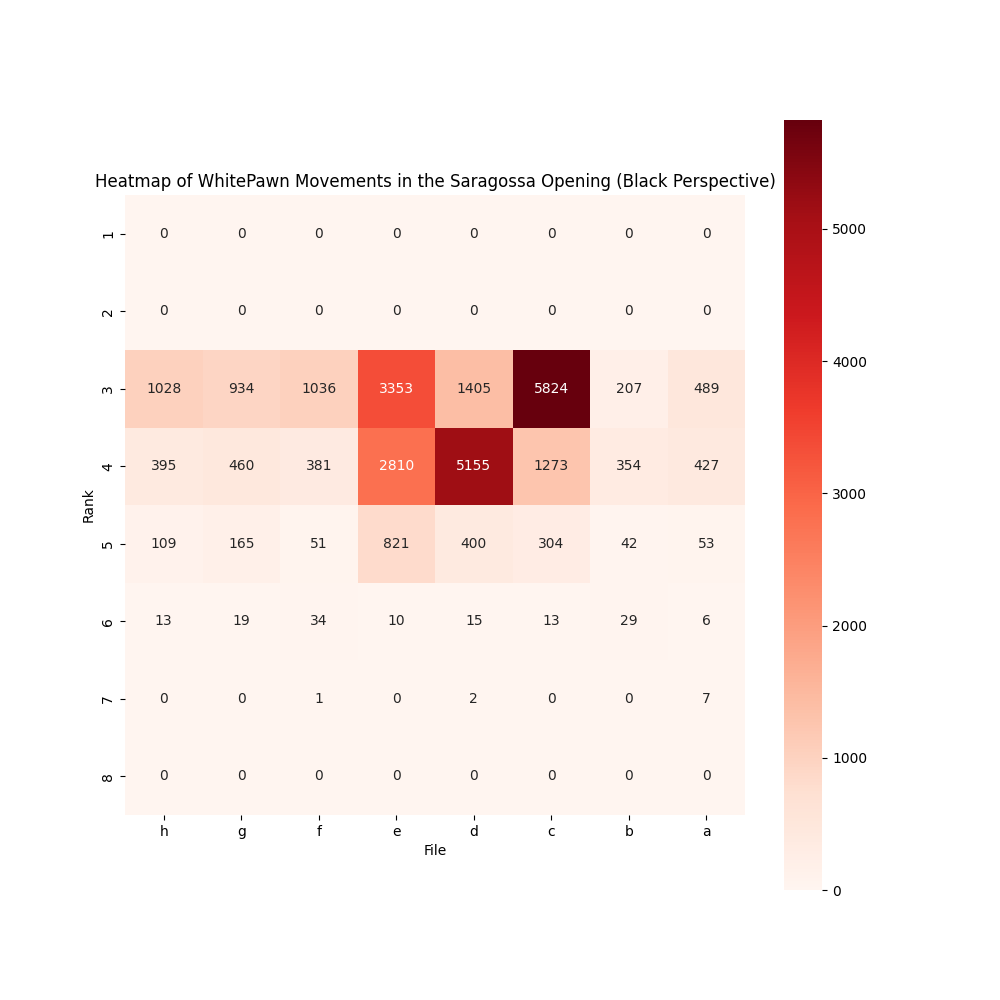 Heatmap of WhitePawn Movements in the Saragossa Opening (Black Perspective)
1 0 0 0 0 0 0 0 0
2 0 0 0 0 0 0 0 0
3 1028 934 1036 3353 1405 5824 207 489
4 395 460 381 2810 5155 1273 354 427
5 109 165 51 821 400 304 42 53
6 13 19 34 10 15 13 29 6
7 0 0 1 0 2 0 0 7
8 0 0 0 0 0 0 0 0
h g f e d c b a
File
Rank
5000
4000
3000
2000
1000
0